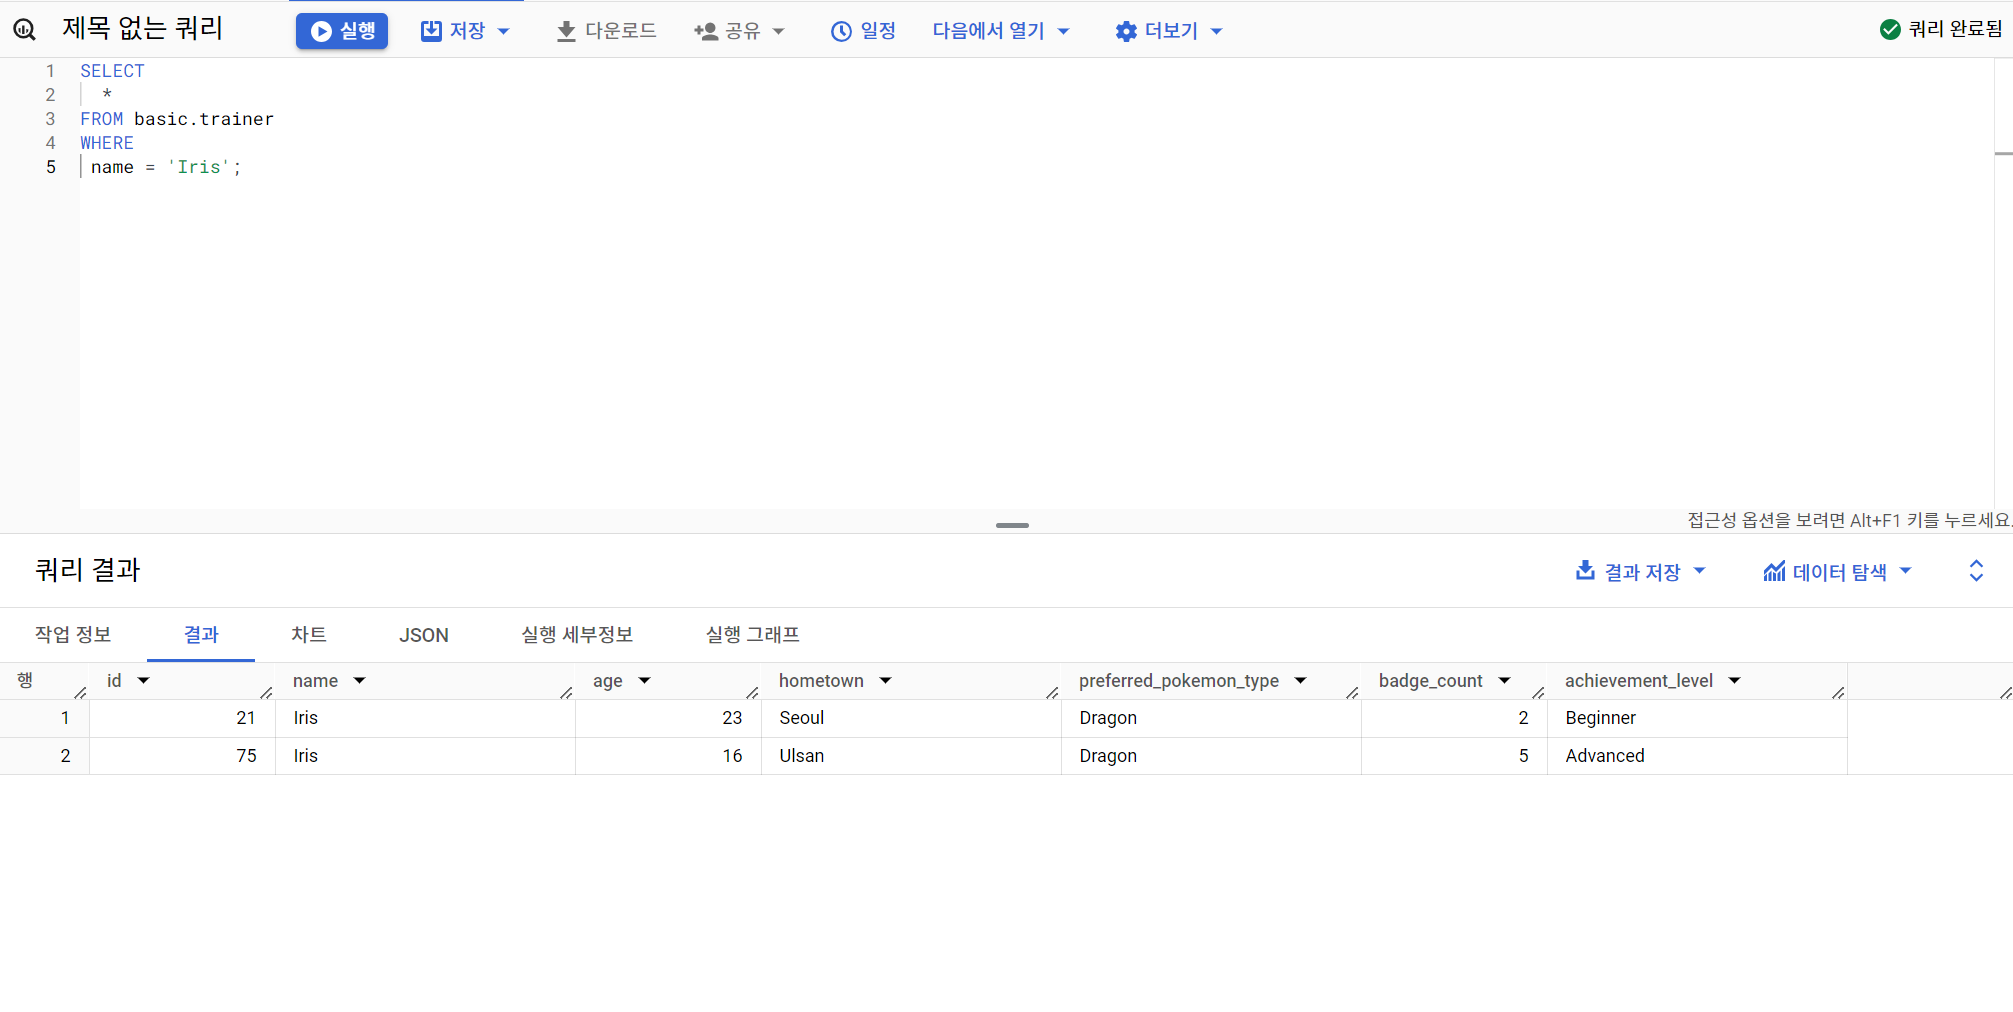 제목 없는 쿼리 실행 저장 다운로드 공유 일정 다음에서 열기 더보기 쿼리 완료됨
1 SELECT
2 *
3 FROM basic.trainer
4 WHERE
5 name = 'Iris';
접근성 옵션을 보려면 Alt+F1 키를 누르세요.
쿼리 결과 결과 저장 데이터 탐색
작업 정보 결과 차트 JSON 실행 세부정보 실행 그래프
행 id name age hometown preferred_pokemon_type badge_count achievement_level
1 21 Iris 23 Seoul Dragon 2 Beginner
2 75 Iris 16 Ulsan Dragon 5 Advanced